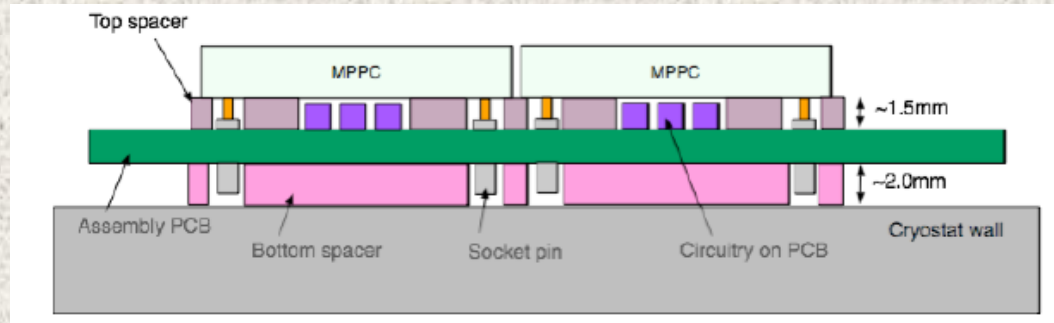 Top spacer
MPPC
MPPC
~1.5mm
~2.0mm
Assembly PCB
Bottom spacer
Socket pin
Circuitry on PCB
Cryostat wall